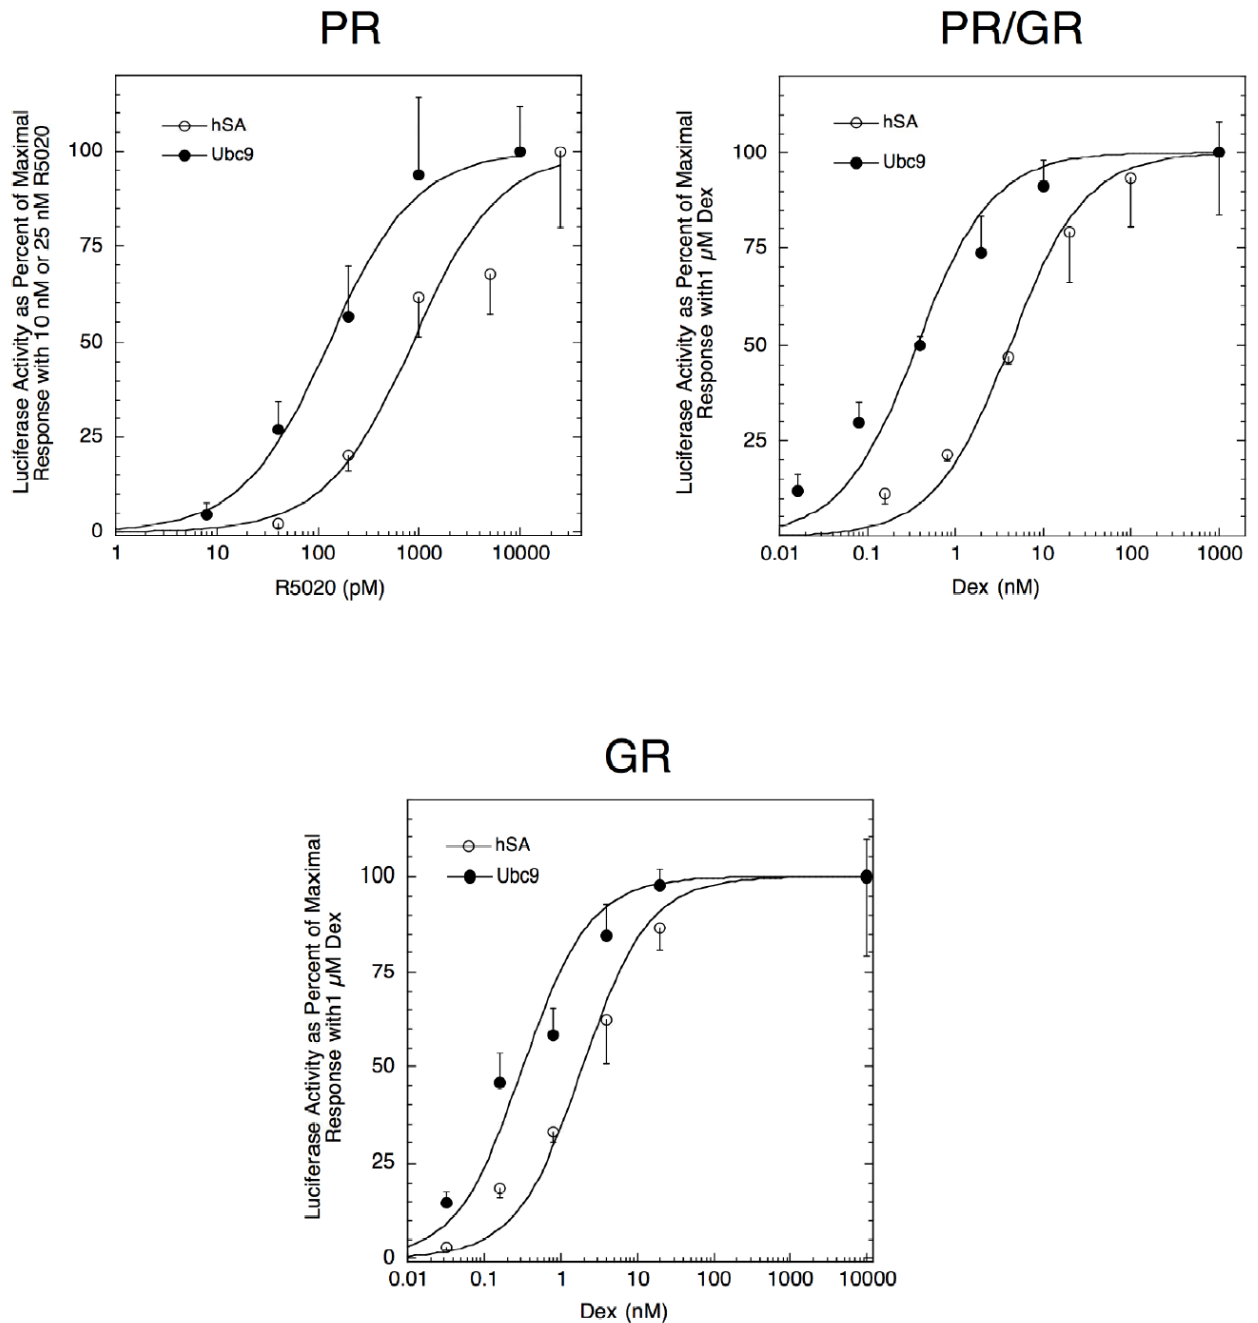 PR
hSA
Ubc9
Luciferase Activity as Percent of Maximal
Response with 10 nM or 25 nM R5020
100
75
50
25
0
1 10 100 1000 10000
R5020 (pM)
PR/GR
hSA
Ubc9
Luciferase Activity as Percent of Maximal
Response with1 µM Dex
100
75
50
25
0.01 0.1 1 10 100 1000
Dex (nM)
GR
hSA
Ubc9
Luciferase Activity as Percent of Maximal
Response with1 µM Dex
100
75
50
25
0
0.01 0.1 1 10 100 1000 10000
Dex (nM)